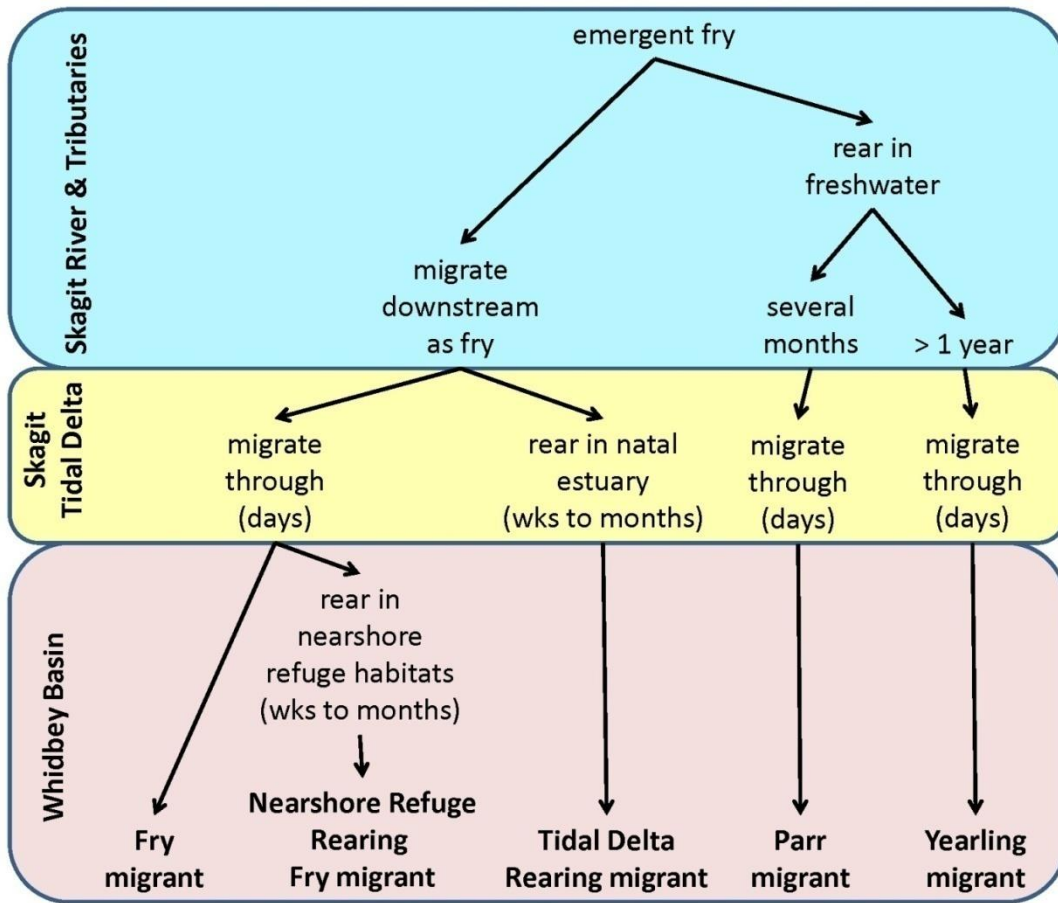 Skagit River & Tributaries
emergent fry
rear in
freshwater
migrate
downstream
as fry
several
months
> 1 year
Skagit
Tidal Delta
migrate
through
(days)
rear in natal
estuary
(wks to months)
migrate
through
(days)
migrate
through
(days)
Whidbey Basin
rear in
nearshore
refuge habitats
(wks to months)
Fry
migrant
Nearshore Refuge
Rearing
Fry migrant
Tidal Delta
Rearing migrant
Parr
migrant
Yearling
migrant